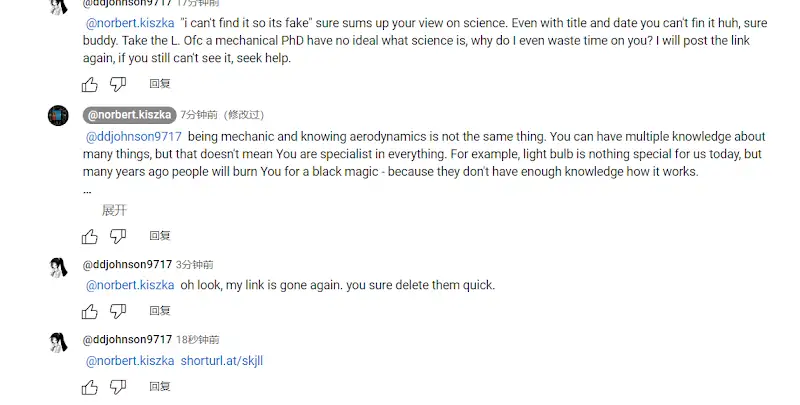 @ddjohnson9717 17分钟前
@norbert.kiszka "i can't find it so its fake" sure sums up your view on science. Even with title and date you can't fin it huh, sure
buddy. Take the L. Ofc a mechanical PhD have no ideal what science is, why do I even waste time on you? I will post the link
again, if you still can't see it, seek help.
回复
@norbert.kiszka 7分钟前 (修改过)
@ddjohnson9717 being mechanic and knowing aerodynamics is not the same thing. You can have multiple knowledge about
many things, but that doesn't mean You are specialist in everything. For example, light bulb is nothing special for us today, but
many years ago people will burn You for a black magic - because they don't have enough knowledge how it works.
...
展开
回复
@ddjohnson9717 3分钟前
@norbert.kiszka oh look, my link is gone again. you sure delete them quick.
回复
@ddjohnson9717 18秒钟前
@norbert.kiszka shorturl.at/skjll
回复